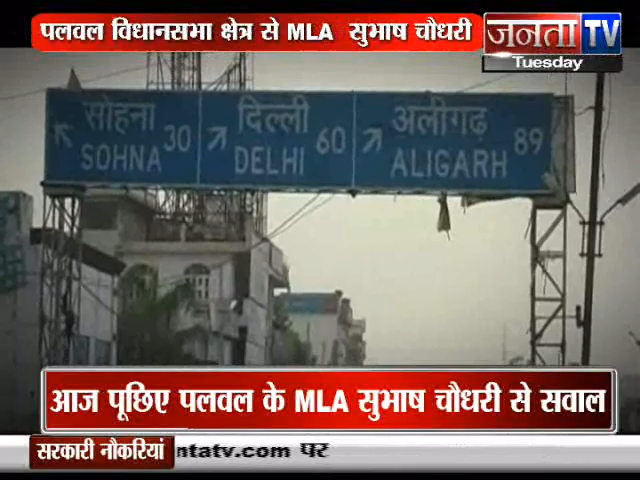 पलवल विधानसभा क्षेत्र से MLA सुभाष चौधरी
जनता TV
Tuesday
सोहना 30
SOHNA
दिल्ली 60
DELHI
अलीगढ़ 89
ALIGARH
आज पूछिए पलवल के MLA सुभाष चौधरी से सवाल
सरकारी नौकरियां
ntatv.com पर